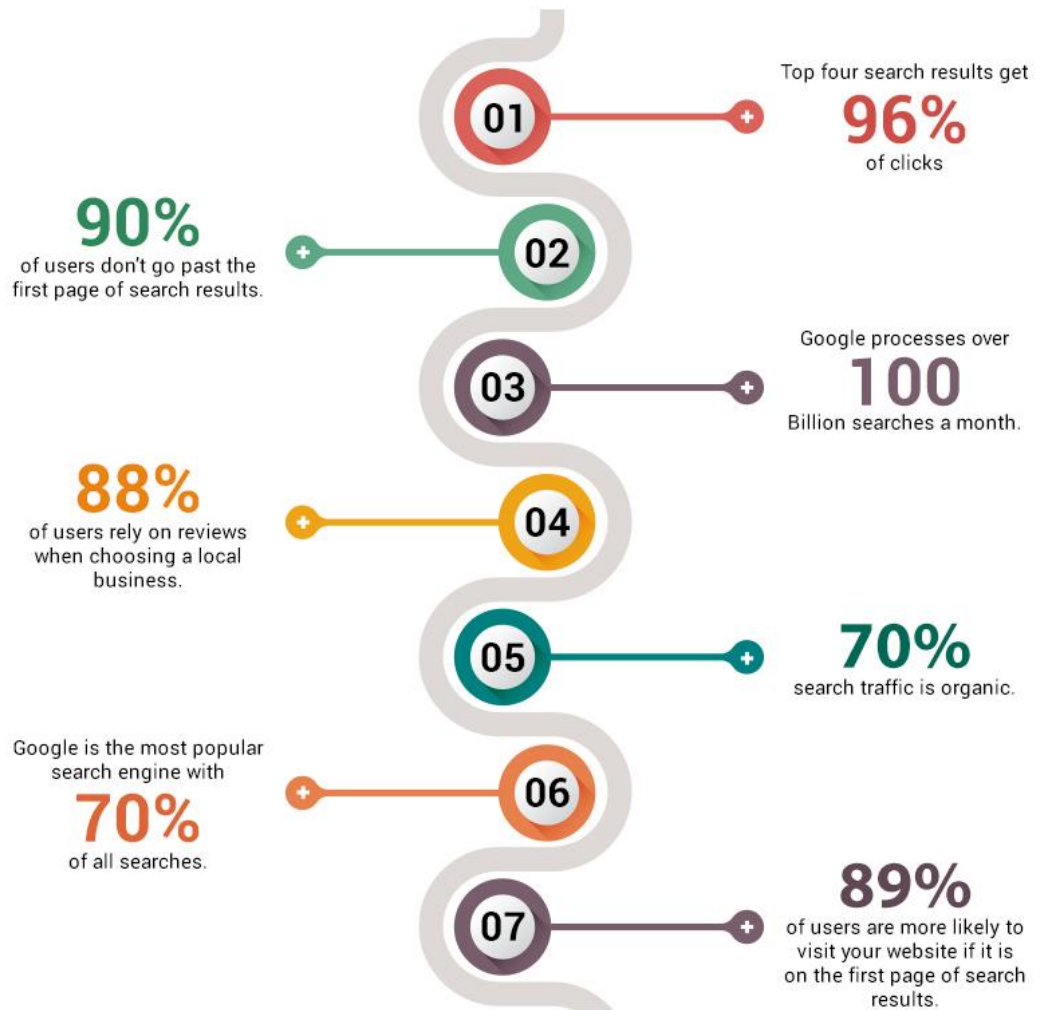 01
Top four search results get
96%
of clicks
90%
of users don't go past the
first page of search results.
02
03
Google processes over
100
Billion searches a month.
88%
of users rely on reviews
when choosing a local
business.
04
05
70%
search traffic is organic.
Google is the most popular
search engine with
70%
of all searches.
06
07
89%
of users are more likely to
visit your website if it is
on the first page of search
results.